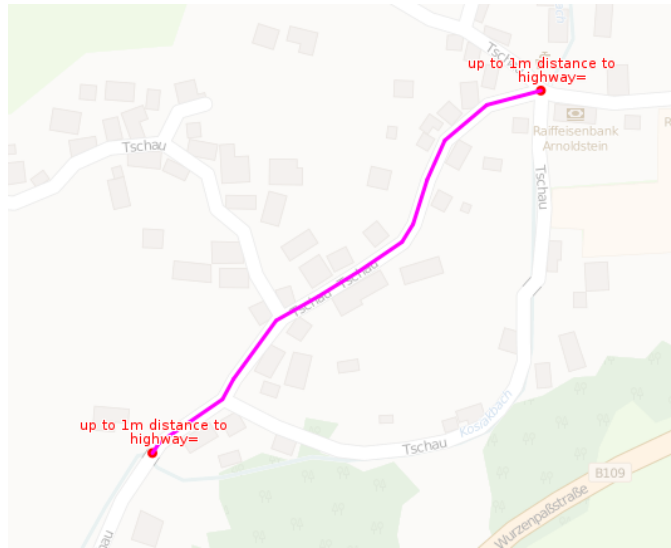 Tschau
up to 1m distance to
highway=
Raiffeisenbank
Arnoldstein
Tschau
Tschau
Tschau
Tschau
up to 1m distance to
highway=
Tschau
Koslakbach
B109
Wurzenpaßstraße
Tschau